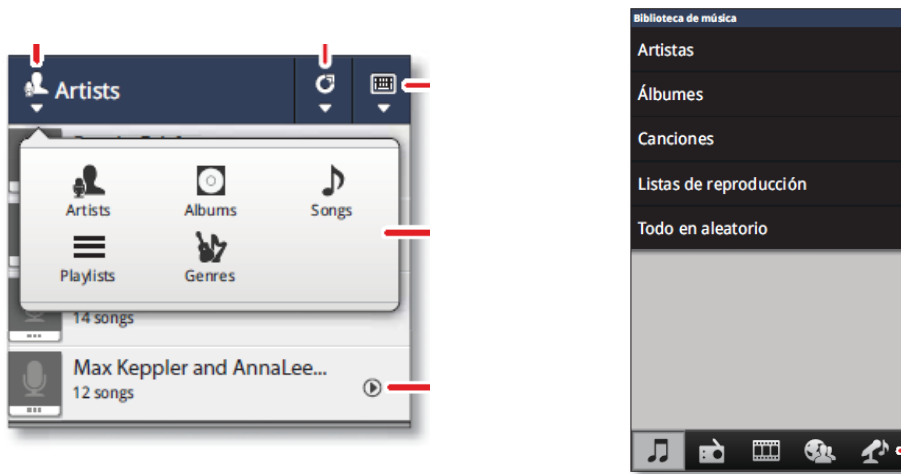 Artists
Artists Albums Songs
Playlists Genres
14 songs
Max Keppler and AnnaLee...
12 songs
Biblioteca de música
Artistas
Álbumes
Canciones
Listas de reproducción
Todo en aleatorio